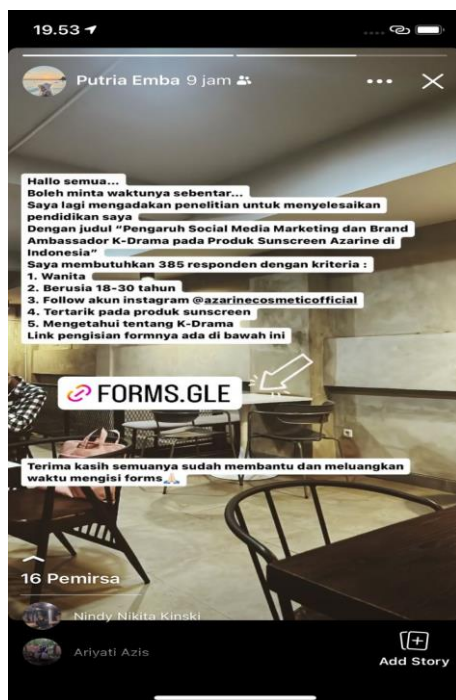 19.53
Putria Emba 9 jam
Hallo semua...
Boleh minta waktunya sebentar...
Saya lagi mengadakan penelitian untuk menyelesaikan
pendidikan saya
Dengan judul “Pengaruh Social Media Marketing dan Brand
Ambassador K-Drama pada Produk Sunscreen Azarine di
Indonesia”
Saya membutuhkan 385 responden dengan kriteria :
1. Wanita
2. Berusia 18-30 tahun
3. Follow akun instagram @azarinecosmeticofficial
4. Tertarik pada produk sunscreen
5. Mengetahui tentang K-Drama
Link pengisian formnya ada di bawah ini
FORMS.GLE
Terima kasih semuanya sudah membantu dan meluangkan
waktu mengisi forms🙏🏻
16 Pemirsa
Nindy Nikita Kinski
Ariyati Azis
Add Story